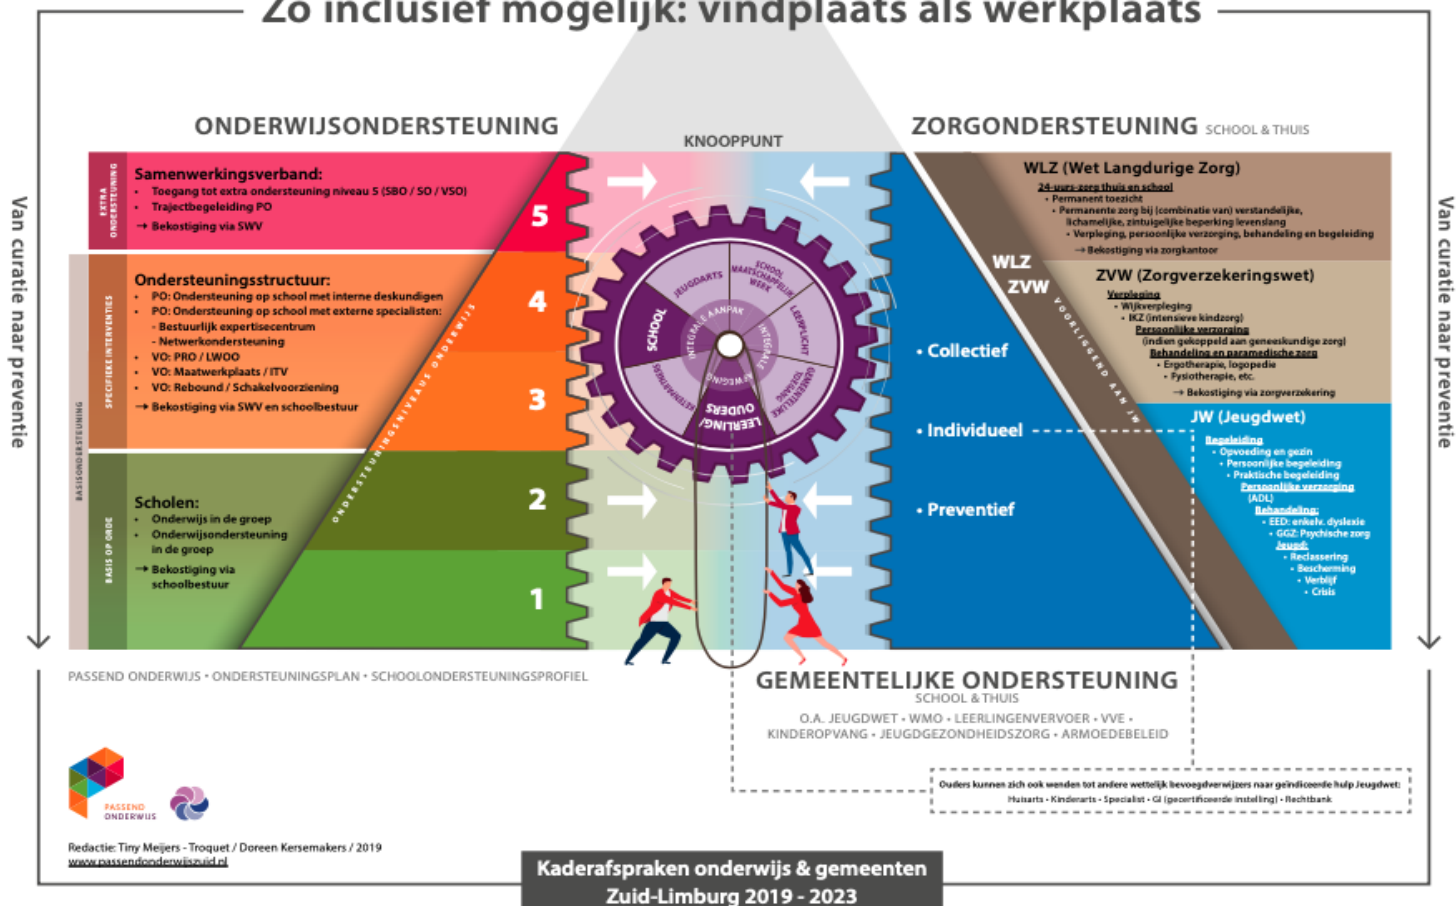 Zo inclusief mogelijk: vindplaats als werkplaats
Van curatie naar preventie
ONDERWIJSONDERSTEUNING
EXTRA
ONDERSTEUNING
Samenwerkingsverband:
• Toegang tot extra ondersteuning niveau 5 (SBO / SO / VSO)
• Trajectbegeleiding PO
→ Bekostiging via SWV
5
BASISONDERSTEUNING
SPECIFIEKE INTERVENTIES
Ondersteuningsstructuur:
• PO: Ondersteuning op school met interne deskundigen
• PO: Ondersteuning op school met externe specialisten:
- Bestuurlijk expertisecentrum
- Netwerkondersteuning
• VO: PRO / LWOO
• VO: Maatwerkplaats / ITV
• VO: Rebound / Schakelvoorziening
→ Bekostiging via SWV en schoolbestuur
4
3
ONDERSTEUNINGSNIVEAUS ONDERWIJS
BASIS OP ORDE
Scholen:
• Onderwijs in de groep
• Onderwijsondersteuning
in de groep
→ Bekostiging via
schoolbestuur
2
1
PASSEND ONDERWIJS • ONDERSTEUNINGSPLAN • SCHOOLONDERSTEUNINGSPROFIEL
KNOOPPUNT
SCHOOL
JEUGDARTS
SCHOOL
MAATSCHAPPELIJK
WERK
LEERPLICHT
GEMEENTELIJKE
TOEGANG
LEERLING/
OUDERS
KETENPARTNERS
INTEGRALE AANPAK
INTEGRALE AFWEGING
ZORGONDERSTEUNING SCHOOL & THUIS
• Collectief
• Individueel
• Preventief
WLZ
ZVW
VOORLIGGEND AAN JW
WLZ (Wet Langdurige Zorg)
24-uurs-zorg thuis en school
• Permanent toezicht
• Permanente zorg bij (combinatie van) verstandelijke,
lichamelijke, zintuigelijke beperking levenslang
• Verpleging, persoonlijke verzorging, behandeling en begeleiding
→ Bekostiging via zorgkantoor
ZVW (Zorgverzekeringswet)
Verpleging
• Wijkverpleging
• IKZ (intensieve kindzorg)
Persoonlijke verzorging
(indien gekoppeld aan geneeskundige zorg)
Behandeling en paramedische zorg
• Ergotherapie, logopedie
• Fysiotherapie, etc.
→ Bekostiging via zorgverzekering
JW (Jeugdwet)
Begeleiding
• Opvoeding en gezin
• Persoonlijke begeleiding
• Praktische begeleiding
Persoonlijke verzorging
(ADL)
Behandeling:
• EED: enkelv. dyslexie
• GGZ: Psychische zorg
Jeugd:
• Reclassering
• Bescherming
• Verblijf
• Crisis
Van curatie naar preventie
GEMEENTELIJKE ONDERSTEUNING
SCHOOL & THUIS
O.A. JEUGDWET • WMO • LEERLINGENVERVOER • VVE •
KINDEROPVANG • JEUGDGEZONDHEIDSZORG • ARMOEDEBELEID
Ouders kunnen zich ook wenden tot andere wettelijk bevoegdverwijzers naar geïndiceerde hulp Jeugdwet:
Huisarts • Kinderarts • Specialist • GI (gecertificeerde instelling) • Rechtbank
PASSEND
ONDERWIJS
Redactie: Tiny Meijers - Troquet / Doreen Kersemakers / 2019
www.passendonderwijszuid.nl
Kaderafspraken onderwijs & gemeenten
Zuid-Limburg 2019 - 2023